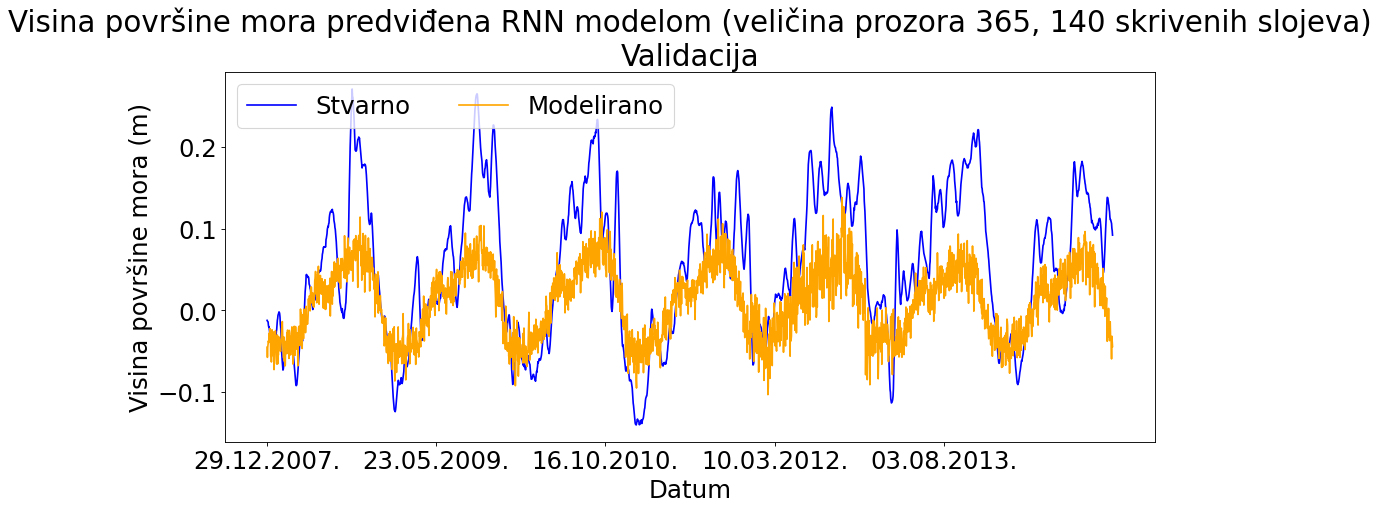 Visina površine mora predviđena RNN modelom (veličina prozora 365, 140 skrivenih slojeva)
Validacija
Stvarno Modelirano
Visina površine mora (m)
0.2
0.1
0.0
−0.1
29.12.2007. 23.05.2009. 16.10.2010. 10.03.2012. 03.08.2013.
Datum